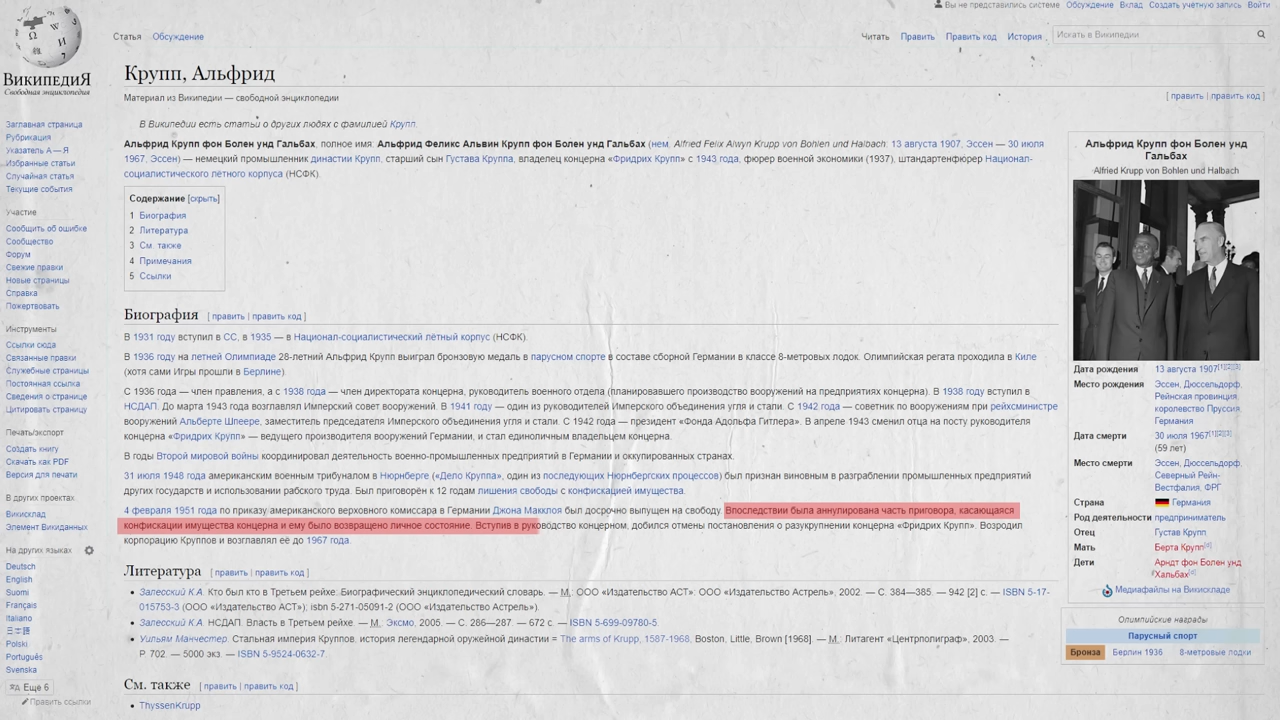 Вы не представились системе Обсуждение Вклад Создать учётную запись Войти
Статья Обсуждение
Читать Править Править код История Искать в Википедии
ВикипедиЯ
Свободная энциклопедия
Заглавная страница
Рубрикация
Указатель А — Я
Избранные статьи
Случайная статья
Текущие события
Участие
Сообщить об ошибке
Сообщество
Форум
Свежие правки
Новые страницы
Справка
Пожертвовать
Инструменты
Ссылки сюда
Связанные правки
Служебные страницы
Постоянная ссылка
Сведения о странице
Цитировать страницу
Печать/экспорт
Создать книгу
Скачать как PDF
Версия для печати
В других проектах
Викисклад
Элемент Викиданных
На других языках
Deutsch
English
Suomi
Français
Italiano
日本語
Polski
Português
Svenska
Ещё 6
Править ссылки
Крупп, Альфрид
Материал из Википедии — свободной энциклопедии
[ править | править код ]
В Википедии есть статьи о других людях с фамилией Крупп.
Альфрид Крупп фон Болен унд Гальбах, полное имя: Альфрид Феликс Альвин Крупп фон Болен унд Гальбах (нем. Alfried Felix Alwyn Krupp von Bohlen und Halbach; 13 августа 1907, Эссен — 30 июля
1967, Эссен) — немецкий промышленник династии Крупп, старший сын Густава Круппа, владелец концерна «Фридрих Крупп» с 1943 года, фюрер военной экономики (1937), штандартенфюрер Национал-
социалистического лётного корпуса (НСФК).
Содержание [скрыть]
1 Биография
2 Литература
3 См. также
4 Примечания
5 Ссылки
Биография [ править | править код ]
В 1931 году вступил в СС, в 1935 — в Национал-социалистический лётный корпус (НСФК).
В 1936 году на летней Олимпиаде 28-летний Альфрид Крупп выиграл бронзовую медаль в парусном спорте в составе сборной Германии в классе 8-метровых лодок. Олимпийская регата проходила в Киле
(хотя сами Игры прошли в Берлине).
С 1936 года — член правления, а с 1938 года — член директората концерна, руководитель военного отдела (планировавшего производство вооружений на предприятиях концерна). В 1938 году вступил в
НСДАП. До марта 1943 года возглавлял Имперский совет вооружений. В 1941 году — один из руководителей Имперского объединения угля и стали. С 1942 года — советник по вооружениям при рейхсминистре
вооружений Альберте Шпеере, заместитель председателя Имперского объединения угля и стали. С 1942 года — президент «Фонда Адольфа Гитлера». В апреле 1943 сменил отца на посту руководителя
концерна «Фридрих Крупп» — ведущего производителя вооружений Германии, и стал единоличным владельцем концерна.
В годы Второй мировой войны координировал деятельность военно-промышленных предприятий в Германии и оккупированных странах.
31 июля 1948 года американским военным трибуналом в Нюрнберге («Дело Круппа»; один из последующих Нюрнбергских процессов) был признан виновным в разграблении промышленных предприятий
других государств и использовании рабского труда. Был приговорён к 12 годам лишения свободы с конфискацией имущества.
4 февраля 1951 года по приказу американского верховного комиссара в Германии Джона Макклоя был досрочно выпущен на свободу. Впоследствии была аннулирована часть приговора, касающаяся
конфискации имущества концерна и ему было возвращено личное состояние. Вступив в руководство концерном, добился отмены постановления о разукрупнении концерна «Фридрих Крупп». Возродил
корпорацию Круппов и возглавлял её до 1967 года.
Литература [ править | править код ]
Залесский К.А. Кто был кто в Третьем рейхе: Биографический энциклопедический словарь. — М.: ООО «Издательство АСТ»: ООО «Издательство Астрель», 2002. — С. 384—385. — 942 [2] с. — ISBN 5-17-
015753-3 (ООО «Издательство АСТ»); isbn 5-271-05091-2 (ООО «Издательство Астрель»).
Залесский К.А. НСДАП. Власть в Третьем рейхе. — М.: Эксмо, 2005. — С. 286—287. — 672 с. — ISBN 5-699-09780-5.
Уильям Манчестер. Стальная империя Круппов, история легендарной оружейной династии = The arms of Krupp, 1587-1968, Boston, Little, Brown [1968]. — М.: Литагент «Центрполиграф», 2003. —
P. 702. — 5000 экз. — ISBN 5-9524-0632-7.
См. также [ править | править код ]
ThyssenKrupp
Альфрид Крупп фон Болен унд
Гальбах
Alfried Krupp von Bohlen und Halbach
Дата рождения 13 августа 1907[1][2][3]
Место рождения Эссен, Дюссельдорф,
Рейнская провинция,
королевство Пруссия,
Германия
Дата смерти 30 июля 1967[1][2][3]
(59 лет)
Место смерти Эссен, Дюссельдорф,
Северный Рейн-
Вестфалия, ФРГ
Страна Германия
Род деятельности предприниматель
Отец Густав Крупп
Мать Берта Крупп[d]
Дети Арндт фон Болен унд
Хальбах[d]
Медиафайлы на Викискладе
Олимпийские награды
Парусный спорт
Бронза Берлин 1936 8-метровые лодки